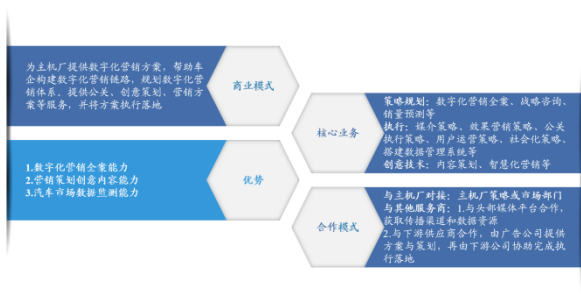 为主机厂提供数字化营销方案，帮助车
企构建数字化营销链路，规划数字化营
销体系。提供公关、创意策划、营销方
案等服务，并将方案执行落地
商业模式
策略规划：数字化营销全案、战略咨询、
销量预测等
执行：媒介策略、效果营销策略、公关
执行策略、用户运营策略、社会化策略、
搭建数据管理系统等
创意技术：内容策划、智慧化营销等
核心业务
1.数字化营销全案能力
2.营销策划创意内容能力
3.汽车市场数据监测能力
优势
与主机厂对接：主机厂策略或市场部门
与其他服务商：1.与头部媒体平台合作，
获取传播渠道和数据资源
2.与下游供应商合作，由广告公司提供
方案与策划，再由下游公司协助完成执
行落地
合作模式